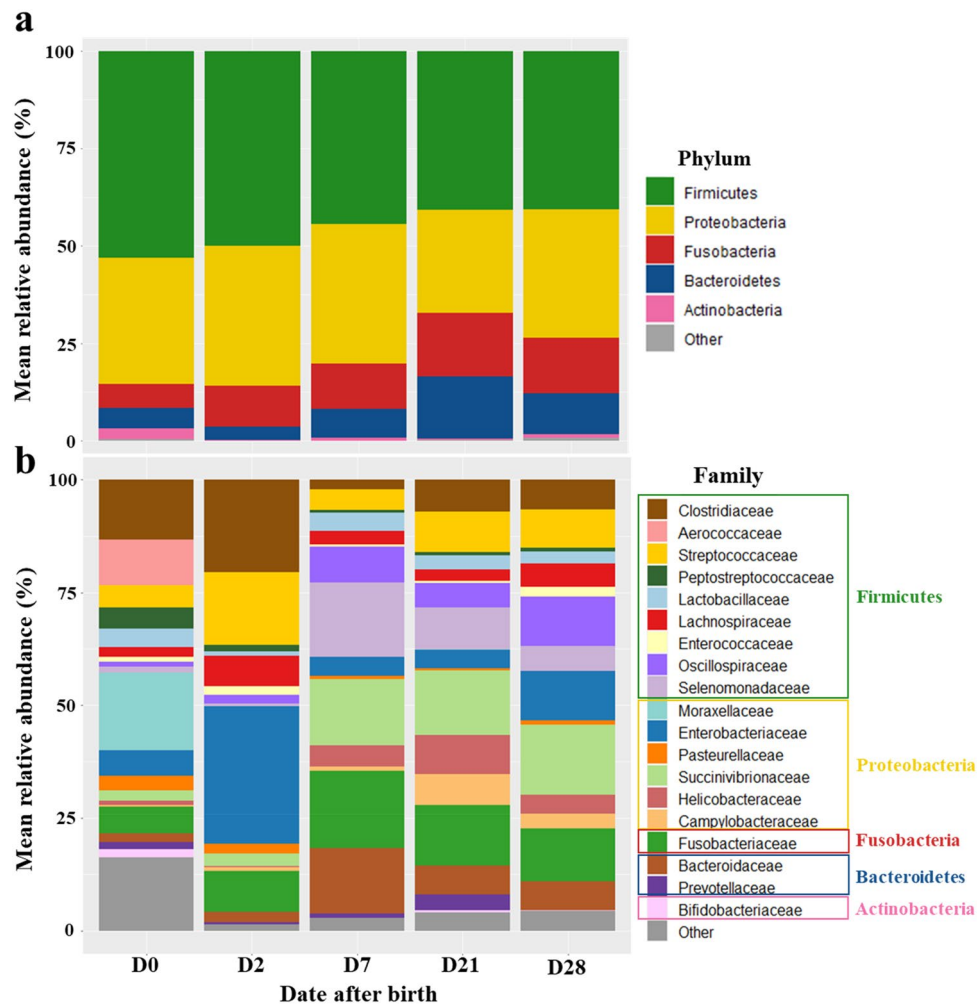 a
100
75
50
25
0
Mean relative abundance (%)
Phylum
Firmicutes
Proteobacteria
Fusobacteria
Bacteroidetes
Actinobacteria
Other
b
100
75
50
25
0
Mean relative abundance (%)
D0 D2 D7 D21 D28
Date after birth
Family
Clostridiaceae
Aerococcaceae
Streptococcaceae
Peptostreptococcaceae
Lactobacillaceae
Lachnospiraceae
Enterococcaceae
Oscillospiraceae
Selenomonadaceae
Firmicutes
Moraxellaceae
Enterobacteriaceae
Pasteurellaceae
Succinivibrionaceae
Helicobacteraceae
Campylobacteraceae
Proteobacteria
Fusobacteriaceae
Fusobacteria
Bacteroidaceae
Prevotellaceae
Bacteroidetes
Bifidobacteriaceae
Actinobacteria
Other